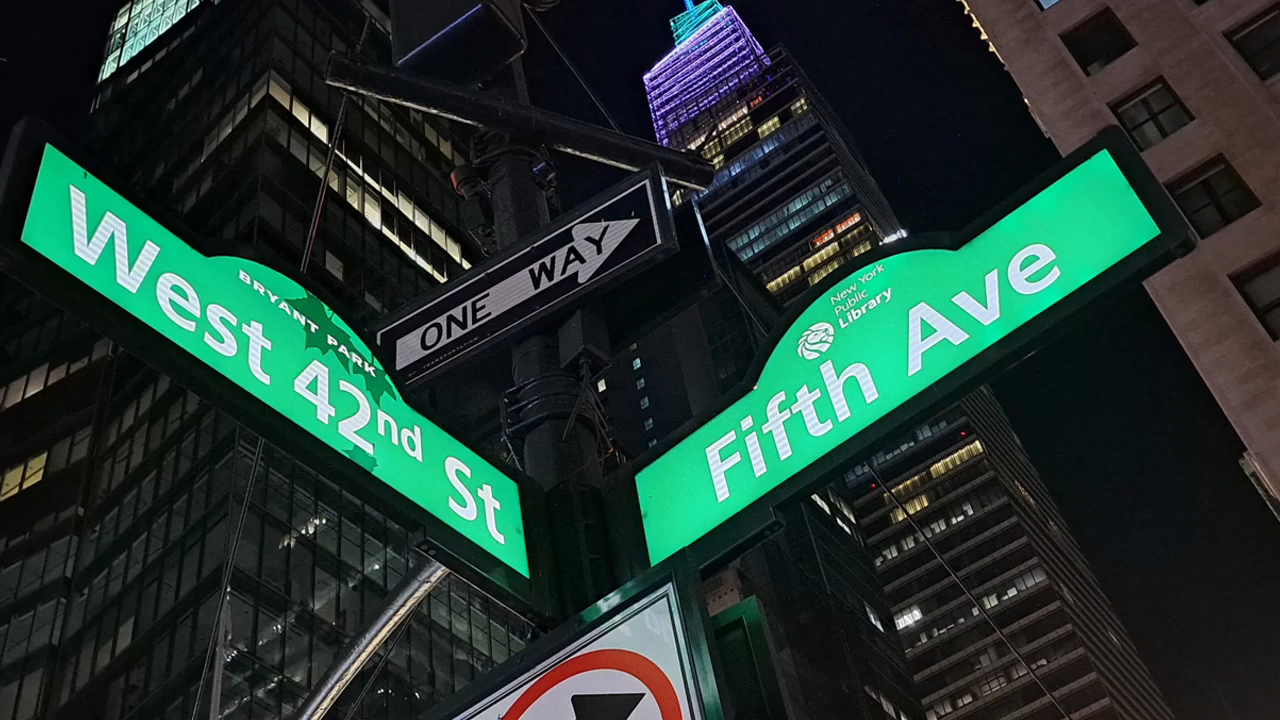 BRYANT PARK
West 42nd St
ONE WAY
New York
Public
Library
Fifth Ave